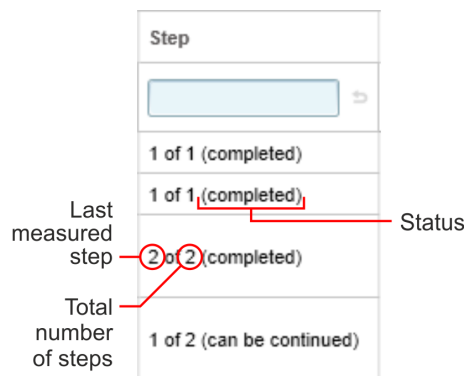 Step
1 of 1 (completed)
1 of 1 (completed)
Last
measured
step
2 of 2 (completed)
Status
Total
number
of steps
1 of 2 (can be continued)